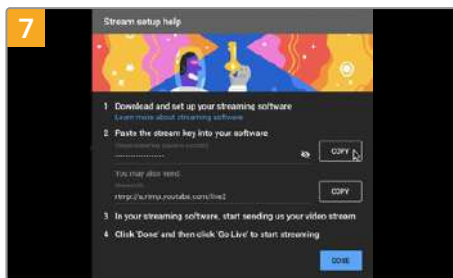 7
Stream setup help
1 Download and set up your streaming software
Learn more about streaming software
2 Paste the stream key into your software
COPY
You may also need
rtmp://a.rtmp.youtube.com/live2
COPY
3 In your streaming software, start sending us your video stream
4 Click 'Done' and then click 'Go Live' to start streaming
DONE